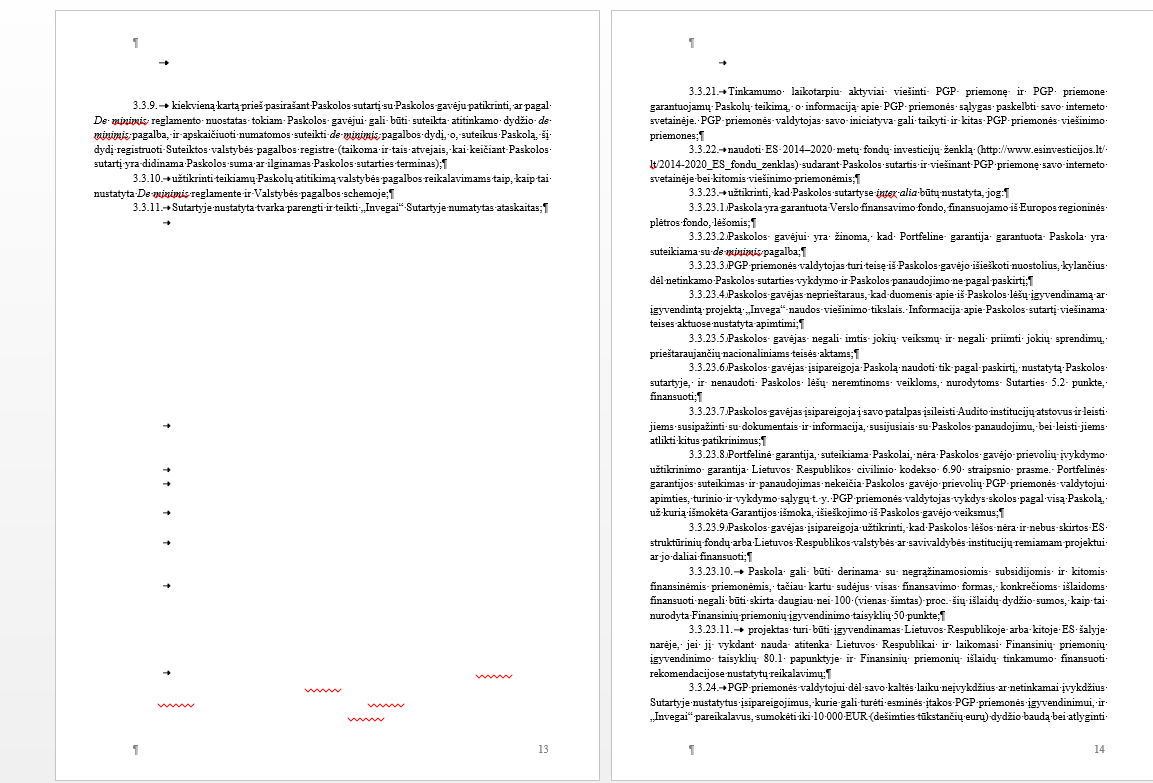 3.3.9. kiekvieną kartą prieš pasirašant Paskolos sutartį su Paskolos gavėju patikrinti, ar pagal
De minimis reglamento nuostatas tokiam Paskolos gavėjui gali būti suteikta atitinkamo dydžio de
minimis pagalba, ir apskaičiuoti numatomos suteikti de minimis pagalbos dydį, o, suteikus Paskolą, šį
dydį registruoti Suteiktos valstybės pagalbos registre (taikoma ir tais atvejais, kai keičiant Paskolos
sutartį yra didinama Paskolos suma ar ilginamas Paskolos sutarties terminas);¶
3.3.10. užtikrinti teikiamų Paskolų atitikimą valstybės pagalbos reikalavimams taip, kaip tai
nustatyta De minimis reglamente ir Valstybės pagalbos schemoje;¶
3.3.11. Sutartyje nustatyta tvarka parengti ir teikti „Invegai“ Sutartyje numatytas ataskaitas;¶
13
3.3.21. Tinkamumo laikotarpiu aktyviai viešinti PGP priemonę ir PGP priemone
garantuojamų Paskolų teikimą, o informaciją apie PGP priemonės sąlygas paskelbti savo interneto
svetainėje. PGP priemonės valdytojas savo iniciatyva gali taikyti ir kitas PGP priemonės viešinimo
priemones;¶
3.3.22. naudoti ES 2014–2020 metų fondų investicijų ženklą (http://www.esinvesticijos.lt/
lt/2014-2020_ES_fondu_zenklas) sudarant Paskolos sutartis ir viešinant PGP priemonę savo interneto
svetainėje bei kitomis viešinimo priemonėmis;¶
3.3.23. užtikrinti, kad Paskolos sutartyse inter alia būtų nustatyta, jog:¶
3.3.23.1. Paskola yra garantuota Verslo finansavimo fondo, finansuojamo iš Europos regioninės
plėtros fondo, lėšomis;¶
3.3.23.2. Paskolos gavėjui yra žinoma, kad Portfeline garantija garantuota Paskola yra
suteikiama su de minimis pagalba;¶
3.3.23.3. PGP priemonės valdytojas turi teisę iš Paskolos gavėjo išieškoti nuostolius, kylančius
dėl netinkamo Paskolos sutarties vykdymo ir Paskolos panaudojimo ne pagal paskirtį;¶
3.3.23.4. Paskolos gavėjas neprieštaraus, kad duomenis apie iš Paskolos lėšų įgyvendinamą ar
įgyvendintą projektą „Invega“ naudos viešinimo tikslais. Informacija apie Paskolos sutartį viešinama
teisės aktuose nustatyta apimtimi;¶
3.3.23.5. Paskolos gavėjas negali imtis jokių veiksmų ir negali priimti jokių sprendimų,
prieštaraujančių nacionaliniams teisės aktams;¶
3.3.23.6. Paskolos gavėjas įsipareigoja Paskolą naudoti tik pagal paskirtį, nustatytą Paskolos
sutartyje, ir nenaudoti Paskolos lėšų neremtinoms veikloms, nurodytoms Sutarties 5.2 punkte,
finansuoti;¶
3.3.23.7. Paskolos gavėjas įsipareigoja į savo patalpas įsileisti Audito institucijų atstovus ir leisti
jiems susipažinti su dokumentais ir informacija, susijusiais su Paskolos panaudojimu, bei leisti jiems
atlikti kitus patikrinimus;¶
3.3.23.8. Portfelinė garantija, suteikiama Paskolai, nėra Paskolos gavėjo prievolių įvykdymo
užtikrinimo garantija Lietuvos Respublikos civilinio kodekso 6.90 straipsnio prasme. Portfelinės
garantijos suteikimas ir panaudojimas nekeičia Paskolos gavėjo prievolių PGP priemonės valdytojui
apimties, turinio ir vykdymo sąlygų t. y. PGP priemonės valdytojas vykdys skolos pagal visą Paskolą,
už kurią išmokėta Garantijos išmoka, išieškojimo iš Paskolos gavėjo veiksmus;¶
3.3.23.9. Paskolos gavėjas įsipareigoja užtikrinti, kad Paskolos lėšos nėra ir nebus skirtos ES
struktūrinių fondų arba Lietuvos Respublikos valstybės ar savivaldybės institucijų remiamam projektui
ar jo daliai finansuoti;¶
3.3.23.10. Paskola gali būti derinama su negrąžinamosiomis subsidijomis ir kitomis
finansinėmis priemonėmis, tačiau kartu sudėjus visas finansavimo formas, konkrečioms išlaidoms
finansuoti negali būti skirta daugiau nei 100 (vienas šimtas) proc. šių išlaidų dydžio sumos, kaip tai
nurodyta Finansinių priemonių įgyvendinimo taisyklių 50 punkte;¶
3.3.23.11. projektas turi būti įgyvendinamas Lietuvos Respublikoje arba kitoje ES šalyje
narėje, jei jį vykdant nauda atitenka Lietuvos Respublikai ir laikomasi Finansinių priemonių
įgyvendinimo taisyklių 80.1 papunktyje ir Finansinių priemonių išlaidų tinkamumo finansuoti
rekomendacijose nustatytų reikalavimų;¶
3.3.24. PGP priemonės valdytojui dėl savo kaltės laiku neįvykdžius ar netinkamai įvykdžius
Sutartyje nustatytus įsipareigojimus, kurie gali turėti esminės įtakos PGP priemonės įgyvendinimui, ir
„Invegai“ pareikalavus, sumokėti iki 10 000 EUR (dešimties tūkstančių eurų) dydžio baudą bei atlyginti
14